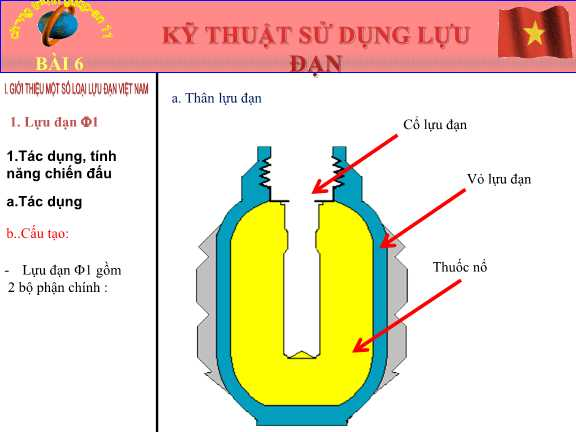 KỸ THUẬT SỬ DỤNG LỰU
ĐẠN
BÀI 6
I. GIỚI THIỆU MỘT SỐ LOẠI LỰU ĐẠN VIỆT NAM
1. Lựu đạn Φ1
1.Tác dụng, tính
năng chiến đấu
a.Tác dụng
b..Cấu tạo:
- Lựu đạn Φ1 gồm
2 bộ phận chính :
a. Thân lựu đạn
Cổ lựu đạn
Vỏ lựu đạn
Thuốc nổ